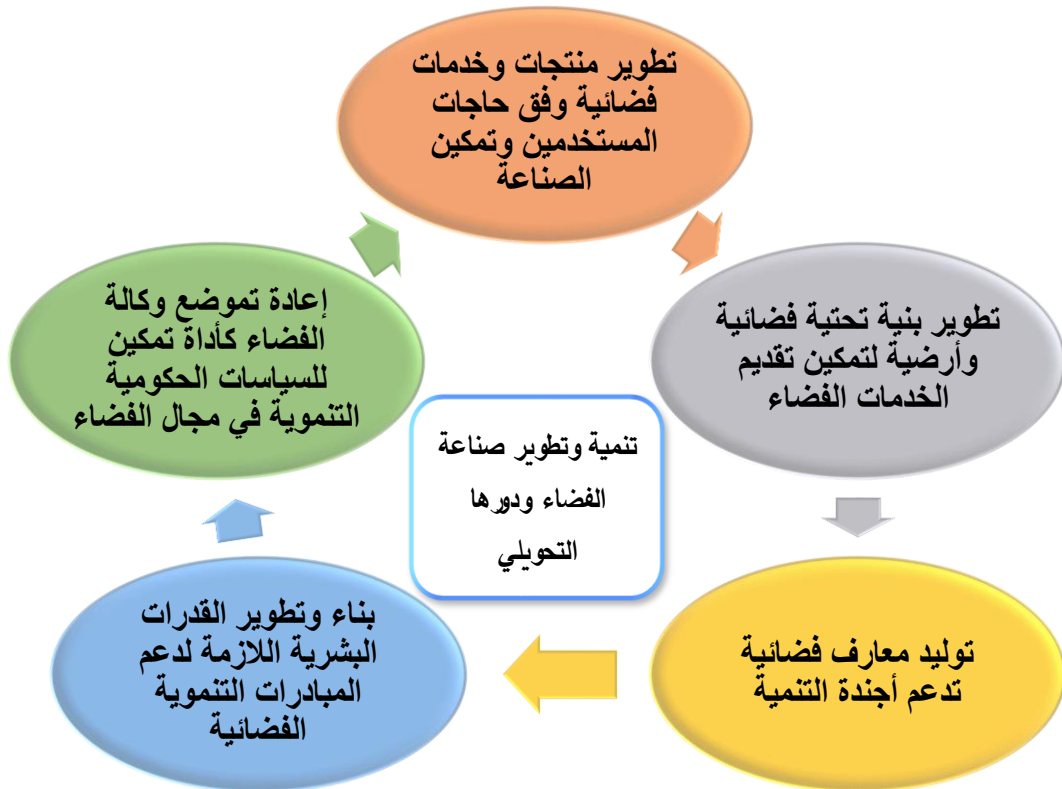 تطوير منتجات وخدمات
فضائية وفق حاجات
المستخدمين وتمكين
الصناعة
تطوير بنية تحتية فضائية
وأرضية لتمكين تقديم
الخدمات الفضاء
توليد معارف فضائية
تدعم أجندة التنمية
بناء وتطوير القدرات
البشرية اللازمة لدعم
المبادرات التنموية
الفضائية
إعادة تموضع وكالة
الفضاء كأداة تمكين
للسياسات الحكومية
التنموية في مجال الفضاء
تنمية وتطوير صناعة
الفضاء ودورها
التحويلي